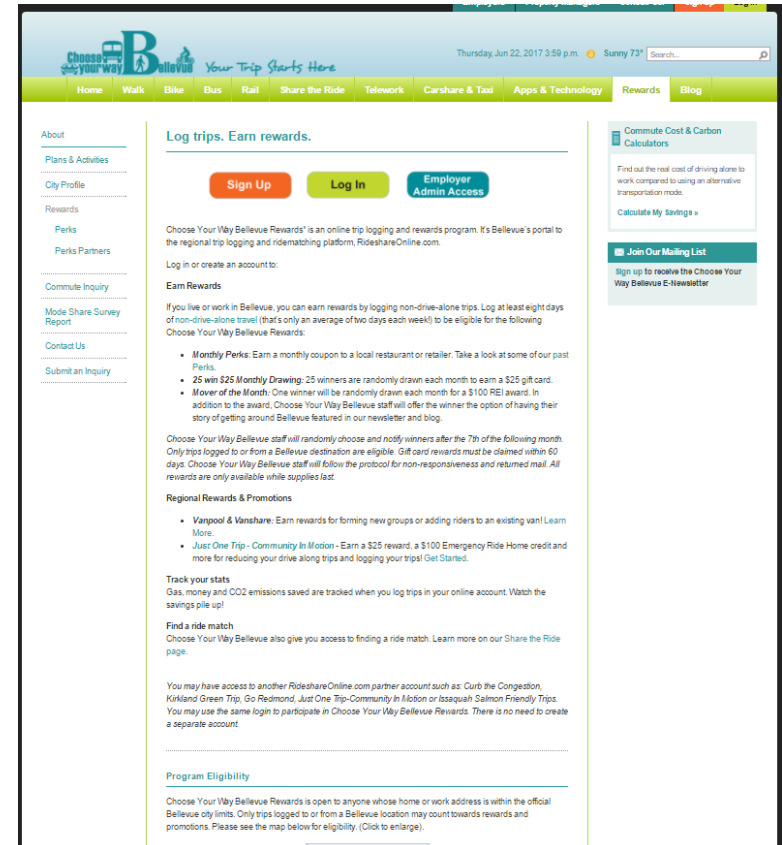 Employers Property Managers Contact Us! Sign Up Log In
Choose your way Bellevue Your Trip Starts Here
Thursday, Jun 22, 2017 3:59 p.m. Sunny 73° Search...
Home Walk Bike Bus Rail Share the Ride Telework Carshare & Taxi Apps & Technology Rewards Blog
About
Plans & Activities
City Profile
Rewards
Perks
Perks Partners
Commute Inquiry
Mode Share Survey
Report
Contact Us
Submit an Inquiry
Log trips. Earn rewards.
Sign Up
Log In
Employer
Admin Access
Choose Your Way Bellevue Rewards* is an online trip logging and rewards program. It's Bellevue's portal to
the regional trip logging and ridematching platform, RideshareOnline.com.
Log in or create an account to:
Earn Rewards
If you live or work in Bellevue, you can earn rewards by logging non-drive-alone trips. Log at least eight days
of non-drive-alone travel (that's only an average of two days each week!) to be eligible for the following
Choose Your Way Bellevue Rewards:
• Monthly Perks: Earn a monthly coupon to a local restaurant or retailer. Take a look at some of our past
Perks.
• 25 win $25 Monthly Drawing: 25 winners are randomly drawn each month to earn a $25 gift card.
• Mover of the Month: One winner will be randomly drawn each month for a $100 REI award. In
addition to the award, Choose Your Way Bellevue staff will offer the winner the option of having their
story of getting around Bellevue featured in our newsletter and blog.
Choose Your Way Bellevue staff will randomly choose and notify winners after the 7th of the following month.
Only trips logged to or from a Bellevue destination are eligible. Gift card rewards must be claimed within 60
days. Choose Your Way Bellevue staff will follow the protocol for non-responsiveness and returned mail. All
rewards are only available while supplies last.
Regional Rewards & Promotions
• Vanpool & Vanshare: Earn rewards for forming new groups or adding riders to an existing van! Learn
More.
• Just One Trip - Community In Motion - Earn a $25 reward, a $100 Emergency Ride Home credit and
more for reducing your drive along trips and logging your trips! Get Started.
Track your stats
Gas, money and CO2 emissions saved are tracked when you log trips in your online account. Watch the
savings pile up!
Find a ride match
Choose Your Way Bellevue also give you access to finding a ride match. Learn more on our Share the Ride
page.
You may have access to another RideshareOnline.com partner account such as: Curb the Congestion,
Kirkland Green Trip, Go Redmond, Just One Trip-Community In Motion or Issaquah Salmon Friendly Trips.
You may use the same login to participate in Choose Your Way Bellevue Rewards. There is no need to create
a separate account.
Program Eligibility
Choose Your Way Bellevue Rewards is open to anyone whose home or work address is within the official
Bellevue city limits. Only trips logged to or from a Bellevue location may count towards rewards and
promotions. Please see the map below for eligibility. (Click to enlarge).
Commute Cost & Carbon
Calculators
Find out the real cost of driving alone to
work compared to using an alternative
transportation mode.
Calculate My Savings »
Join Our Mailing List
Sign up to receive the Choose Your
Way Bellevue E-Newsletter